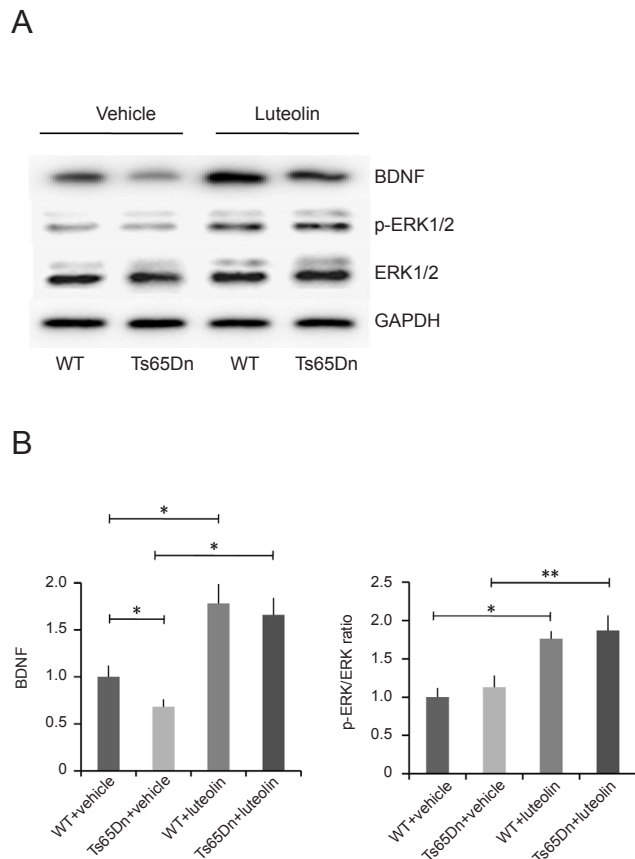 A
Vehicle Luteolin
BDNF
p-ERK1/2
ERK1/2
GAPDH
WT Ts65Dn WT Ts65Dn
B
*
*
*
2.0
1.5
1.0
0.5
0
BDNF
WT+vehicle
Ts65Dn+vehicle
WT+luteolin
Ts65Dn+luteolin
**
*
2.5
2.0
1.5
1.0
0.5
0
p-ERK/ERK ratio
WT+vehicle
Ts65Dn+vehicle
WT+luteolin
Ts65Dn+luteolin